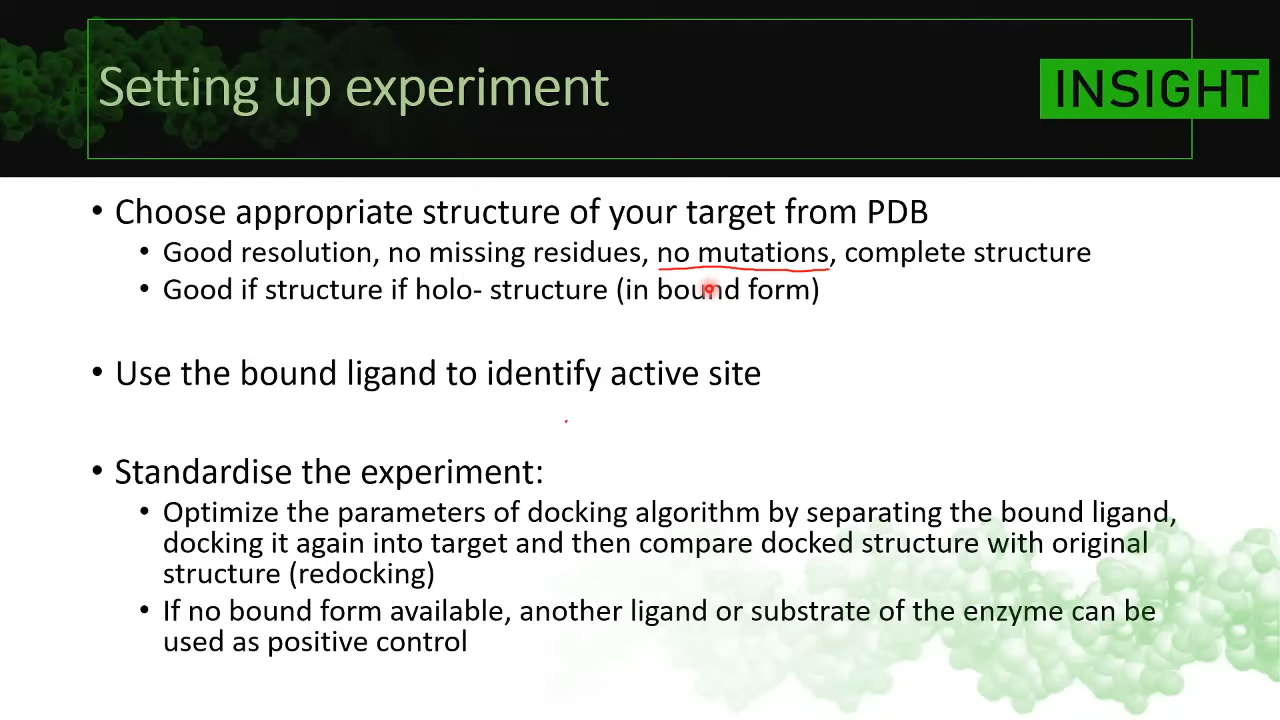 Setting up experiment
INSIGHT
• Choose appropriate structure of your target from PDB
• Good resolution, no missing residues, no mutations, complete structure
• Good if structure if holo- structure (in bound form)
• Use the bound ligand to identify active site
• Standardise the experiment:
• Optimize the parameters of docking algorithm by separating the bound ligand,
docking it again into target and then compare docked structure with original
structure (redocking)
• If no bound form available, another ligand or substrate of the enzyme can be
used as positive control